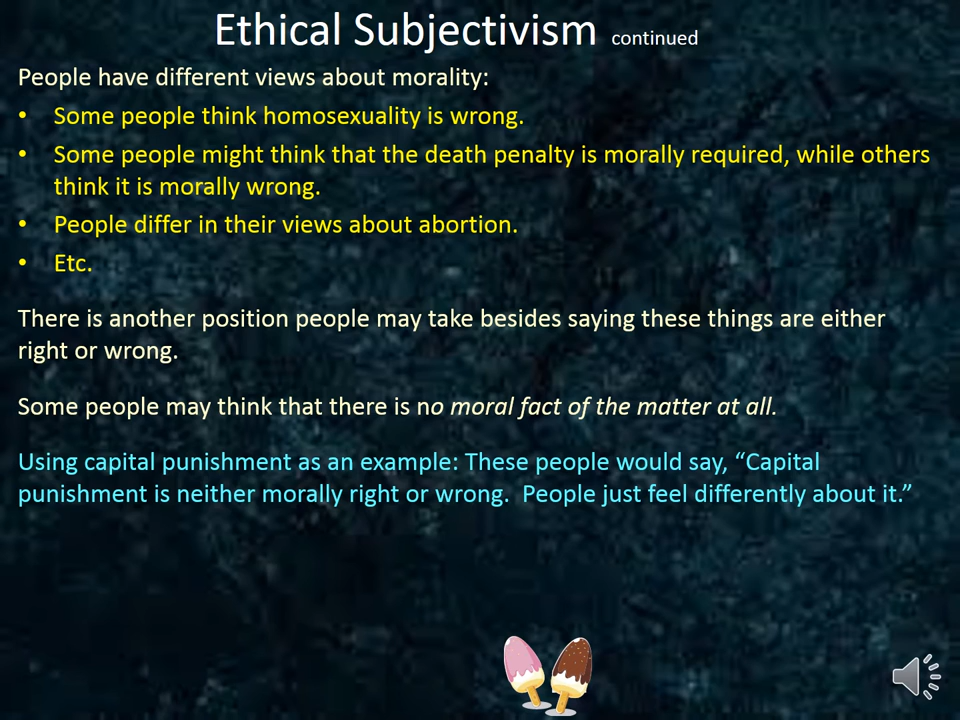 Ethical Subjectivism continued
People have different views about morality:
• Some people think homosexuality is wrong.
• Some people might think that the death penalty is morally required, while others
think it is morally wrong.
• People differ in their views about abortion.
• Etc.
There is another position people may take besides saying these things are either
right or wrong.
Some people may think that there is no moral fact of the matter at all.
Using capital punishment as an example: These people would say, “Capital
punishment is neither morally right or wrong.  People just feel differently about it.”